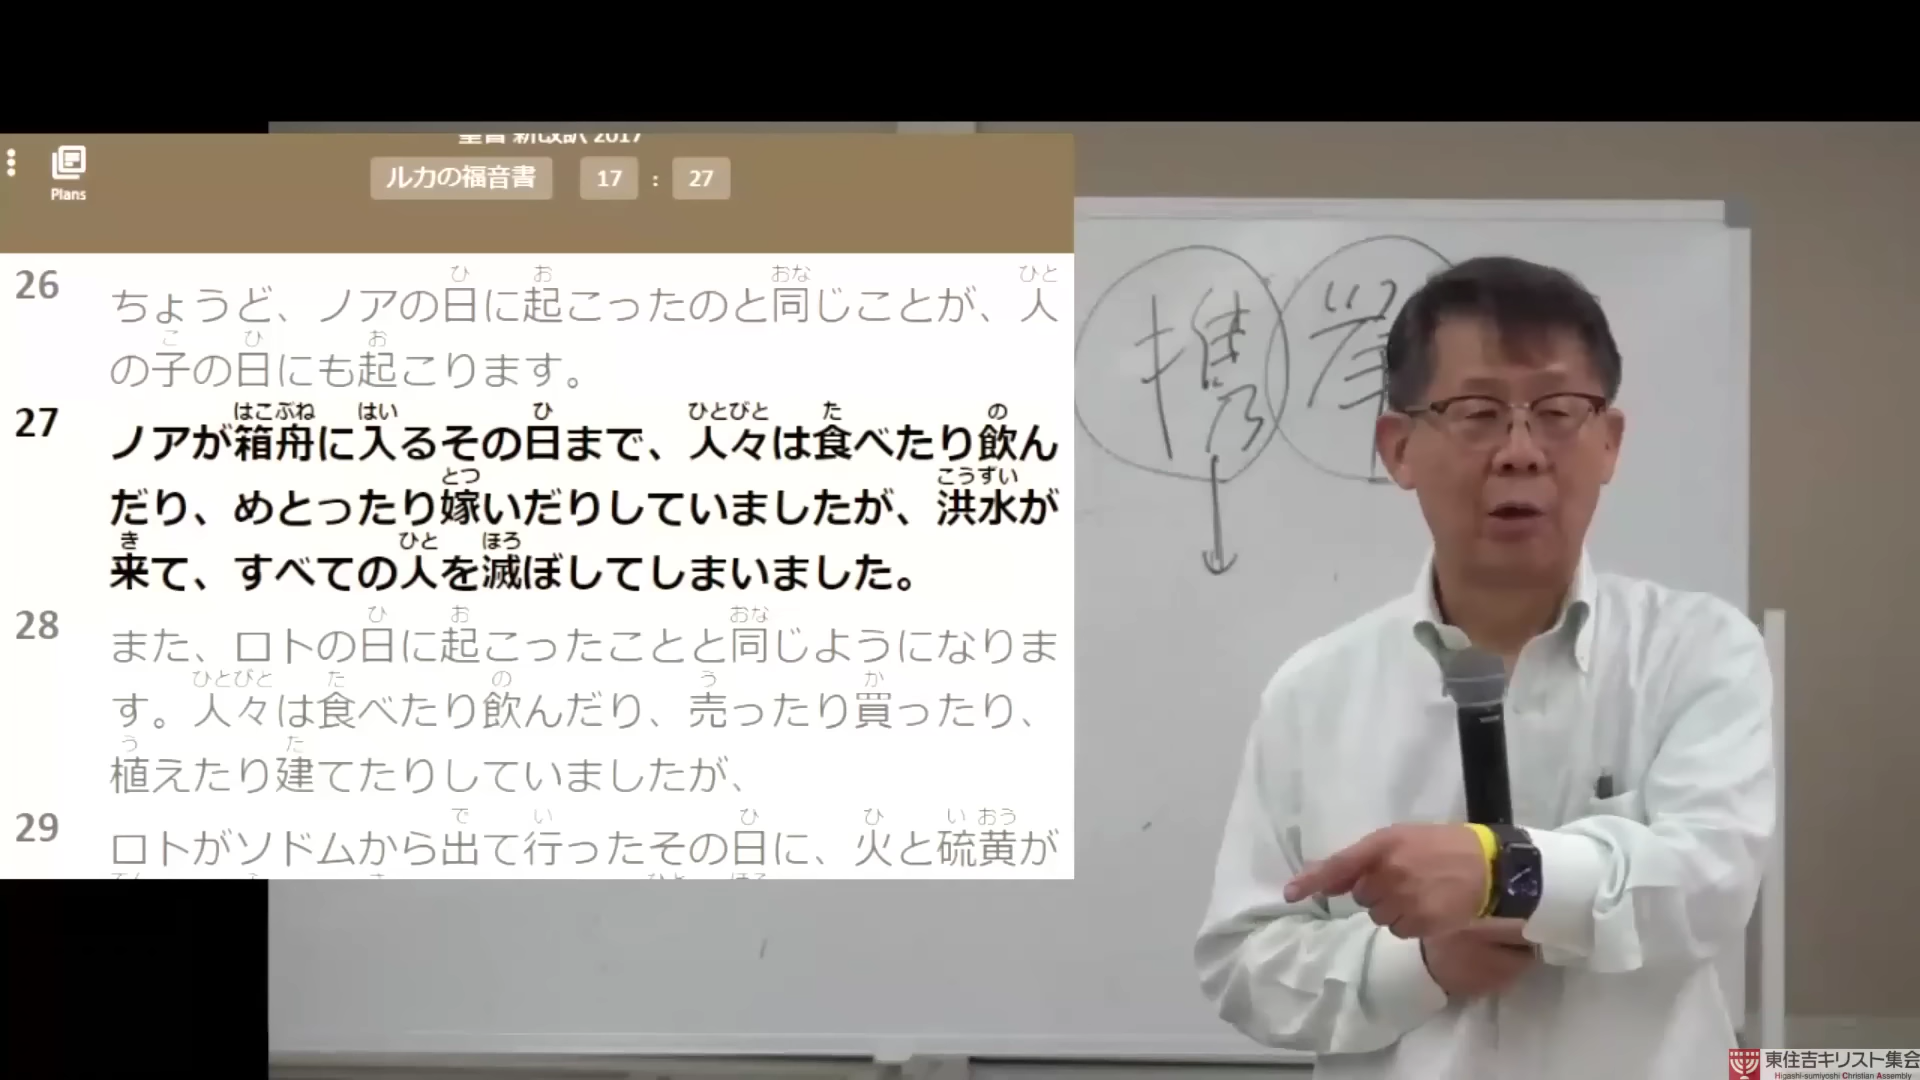 Plans
ルカの福音書 17 : 27
26 ちょうど、ノアの日に起こったのと同じことが、人
の子の日にも起こります。
27 ノアが箱舟に入るその日まで、人々は食べたり飲ん
だり、めとったり嫁いだりしていましたが、洪水が
来て、すべての人を滅ぼしてしまいました。
28 また、ロトの日に起こったことと同じようになりま
す。人々は食べたり飲んだり、売ったり買ったり、
植えたり建てたりしていましたが、
29 ロトがソドムから出て行ったその日に、火と硫黄が
携 挙
東住吉キリスト集会
Higashi-sumiyoshi Christian Assembly